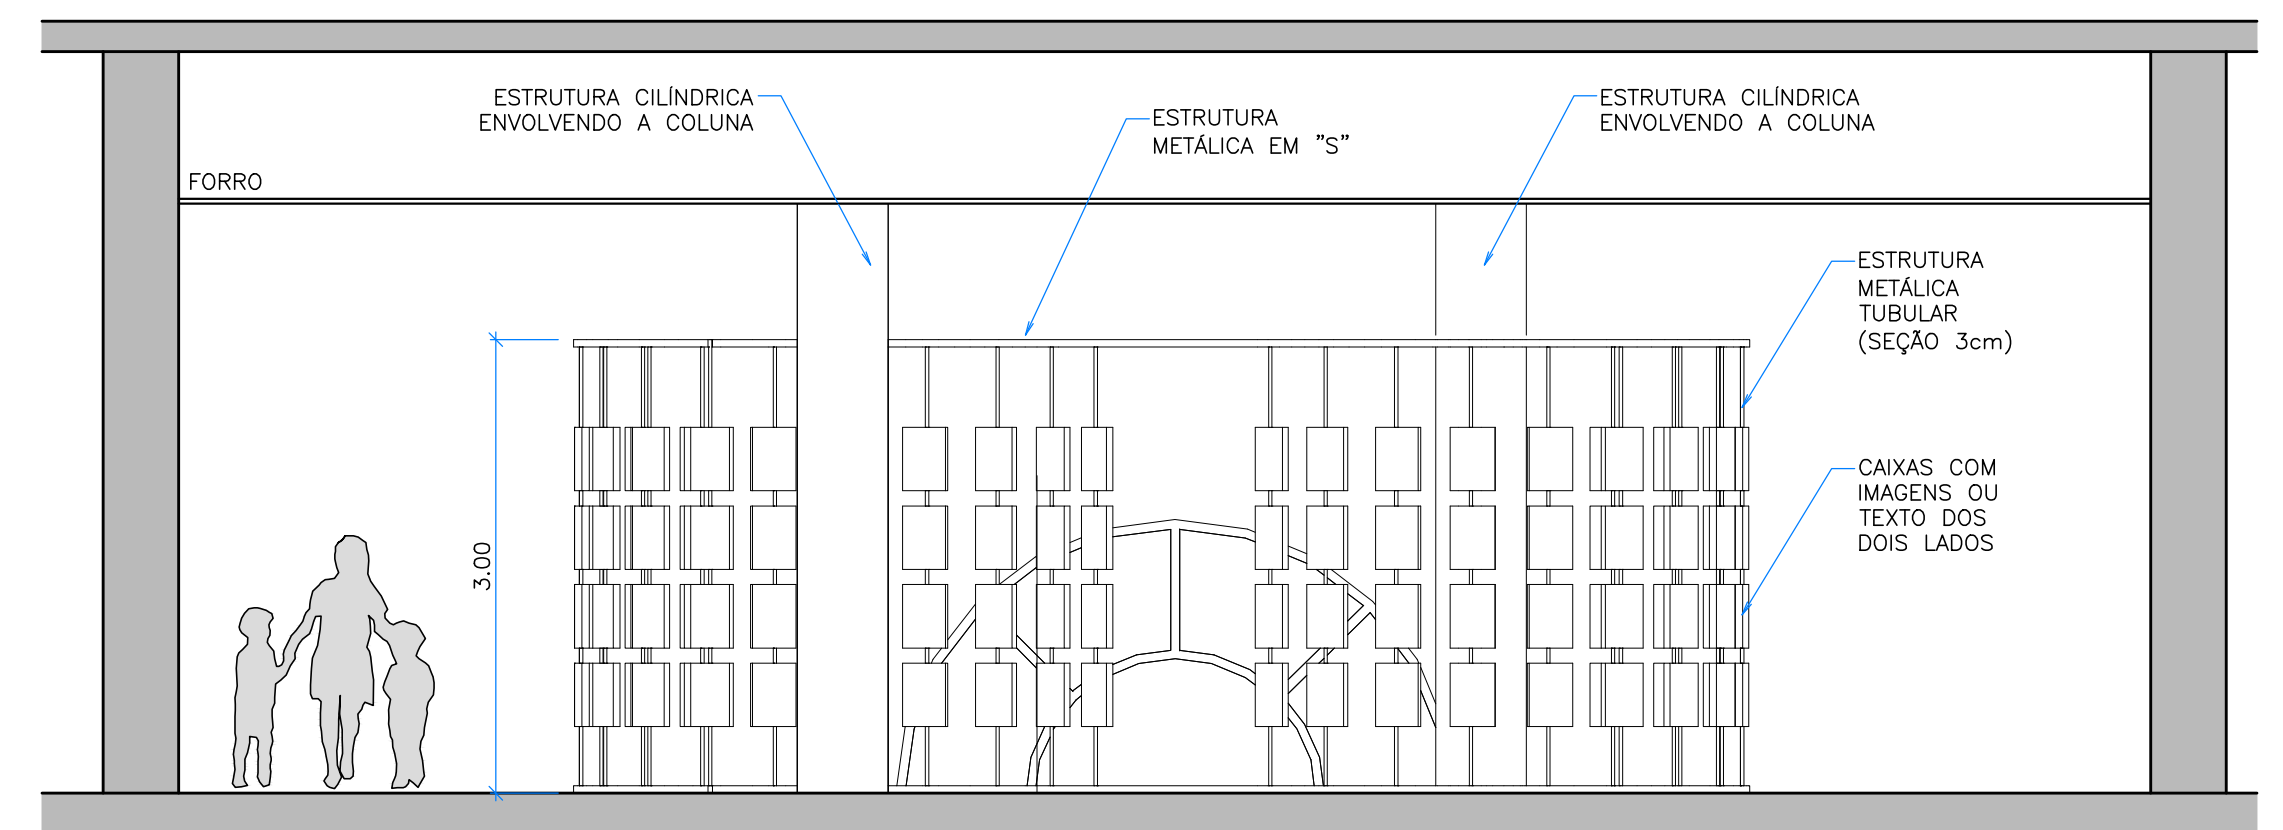 ESTRUTURA CILÍNDRICA
ENVOLVENDO A COLUNA
ESTRUTURA
METÁLICA EM ”S”
ESTRUTURA CILÍNDRICA
ENVOLVENDO A COLUNA
FORRO
ESTRUTURA
METÁLICA
TUBULAR
(SEÇÃO 3cm)
CAIXAS COM
IMAGENS OU
TEXTO DOS
DOIS LADOS
3.00